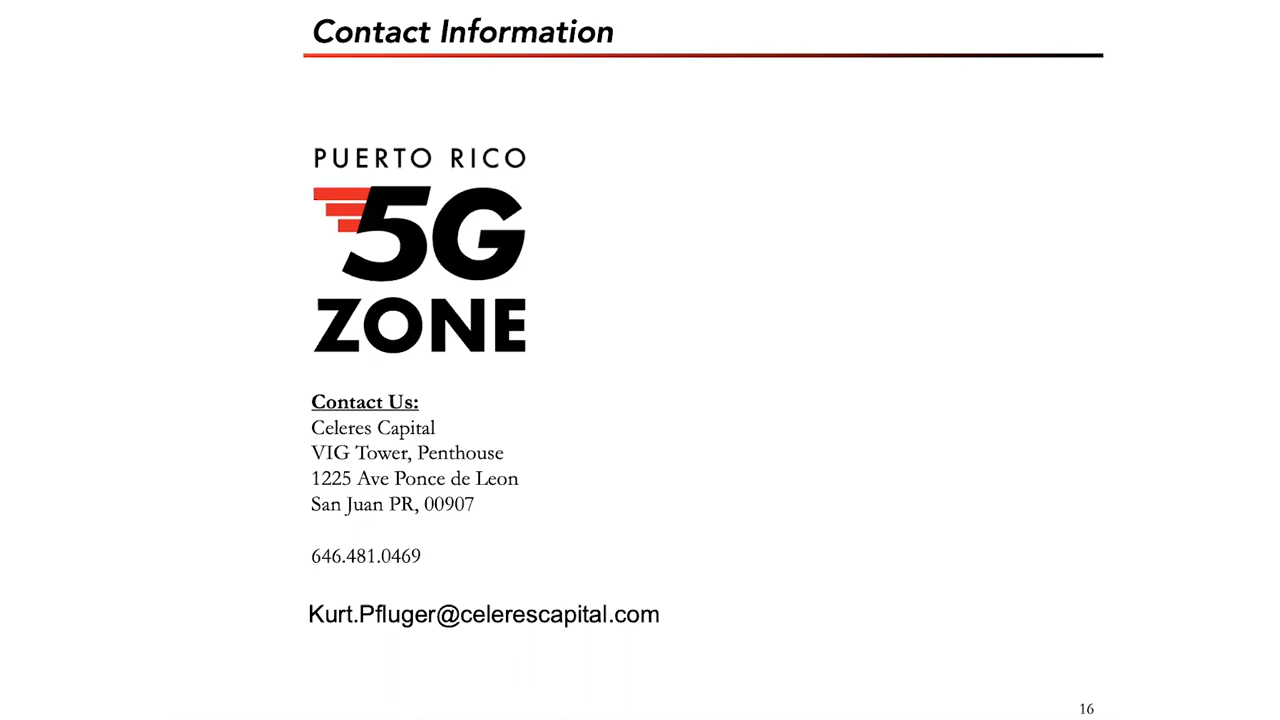 Contact Information
PUERTO RICO
5G
ZONE
Contact Us:
Celeres Capital
VIG Tower, Penthouse
1225 Ave Ponce de Leon
San Juan PR, 00907
646.481.0469
Kurt.Pfluger@celerescapital.com
16